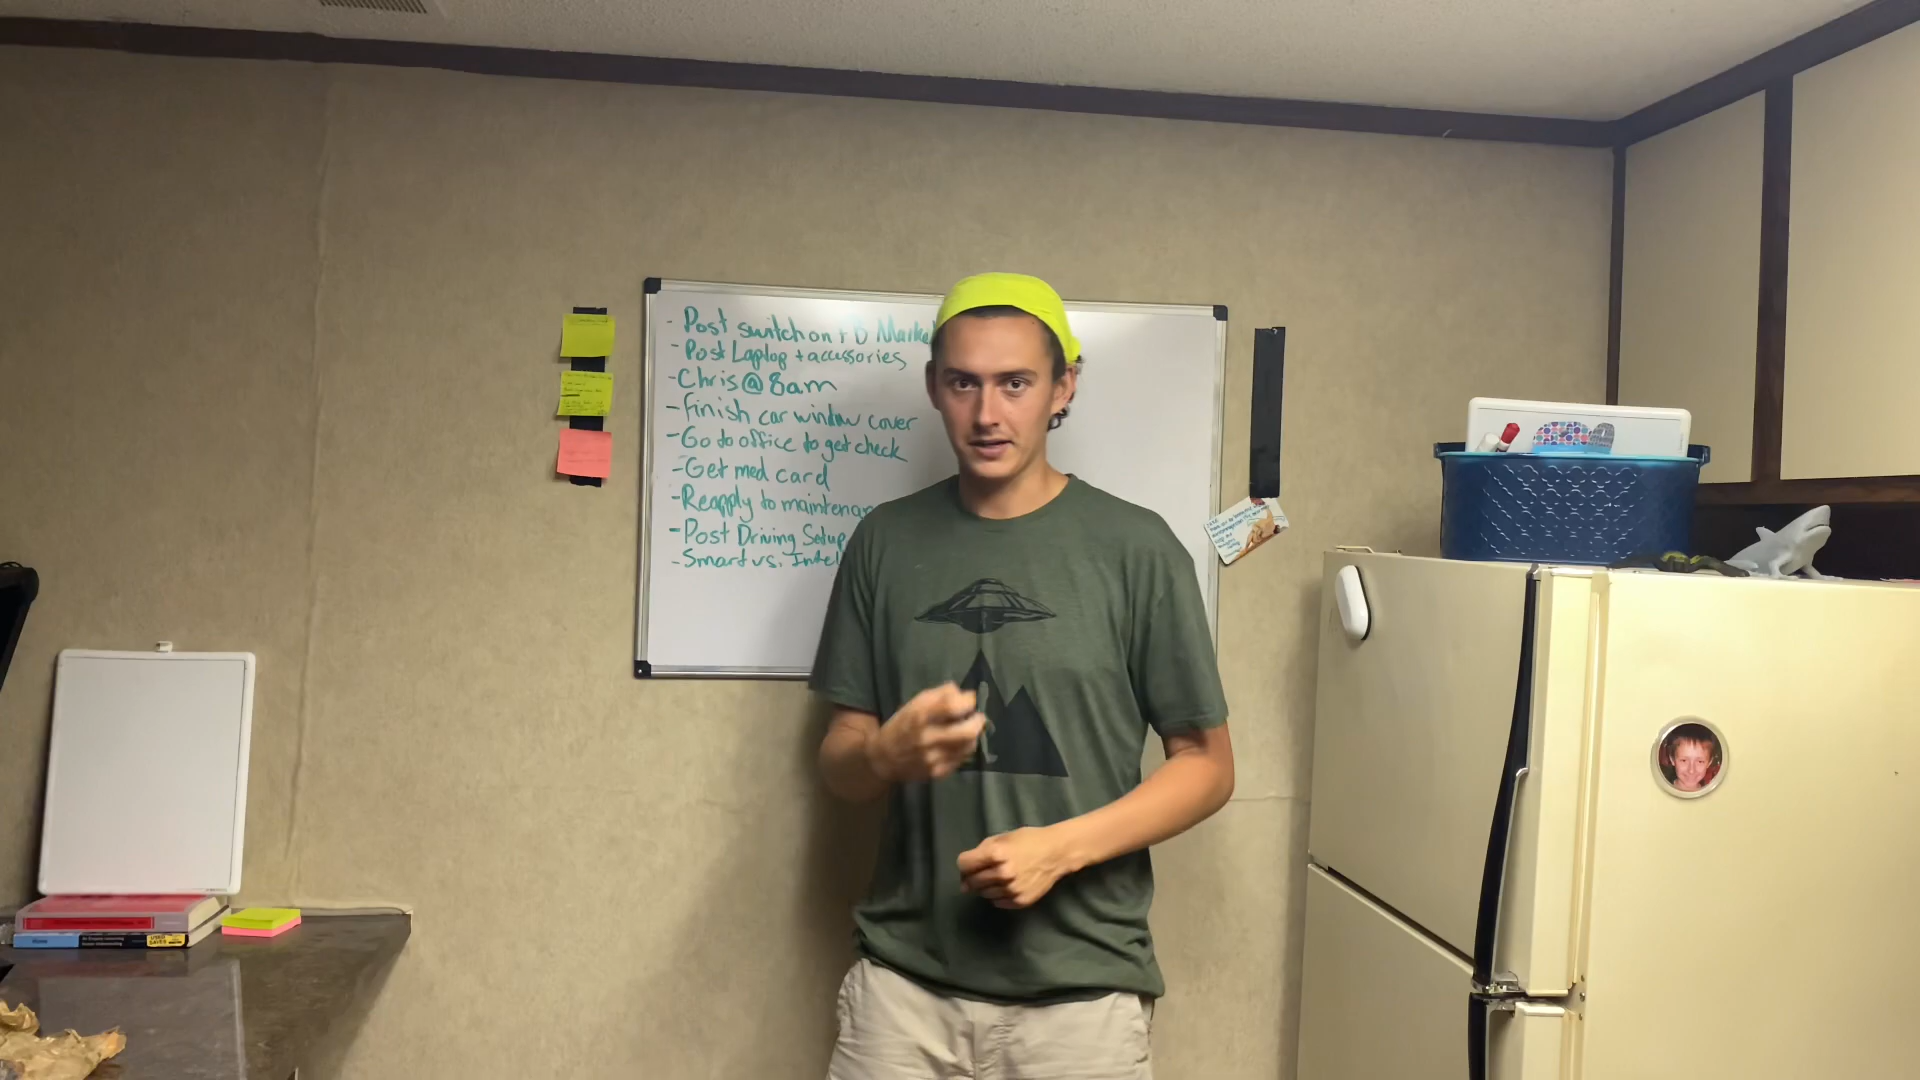 - Post switch on + B Marke
- Post Laptop + accessories
- Chris @ 8am
- Finish car window cover
- Go to office to get check
- Get med card
- Reapply to maintenan
- Post Driving Setup
- Smart vs. Intel